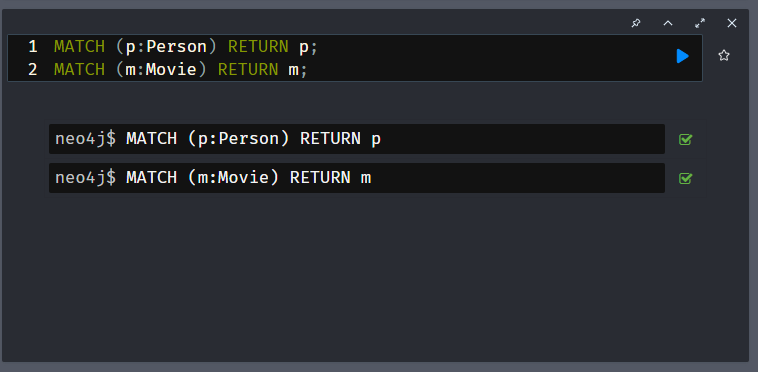 1 MATCH (p:Person) RETURN p;
2 MATCH (m:Movie) RETURN m;
neo4j$ MATCH (p:Person) RETURN p
neo4j$ MATCH (m:Movie) RETURN m